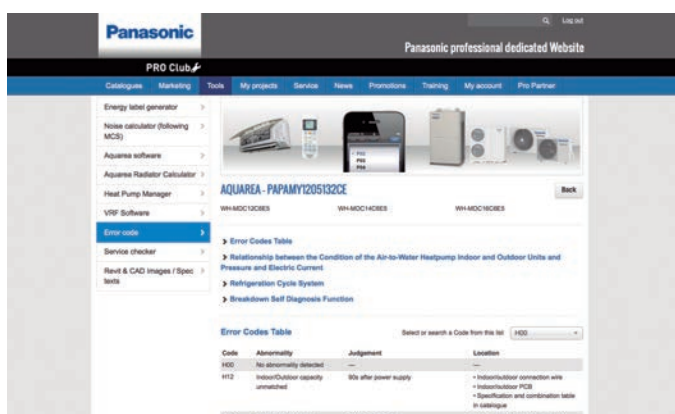 Log out
Panasonic
Panasonic professional dedicated Website
PRO Club
Catalogues Marketing Tools My projects Service News Promotions Training My account Pro Partner
Energy label generator
Noise calculator (following
MCS)
Aquarea software
Aquarea Radiator Calculator
Heat Pump Manager
VRF Software
Error code
Service checker
Revit & CAD images / Spec
texts
AQUAREA - PAPAMY1205132CE
Back
WH-MDC12C6E5 WH-MDC14C6E5 WH-MDC16C6E5
Error Codes Table
Relationship between the Condition of the Air-to-Water Heatpump Indoor and Outdoor Units and
Pressure and Electric Current
Refrigeration Cycle System
Breakdown Self Diagnosis Function
Error Codes Table
Select or search a Code from this list H00
Code Abnormality Judgement Location
H00 No abnormality detected — —
H12 Indoor/Outdoor capacity 90s after power supply • Indoor/outdoor connection wire
unmatched • Indoor/outdoor PCB
• Specification and combination table
in catalogue